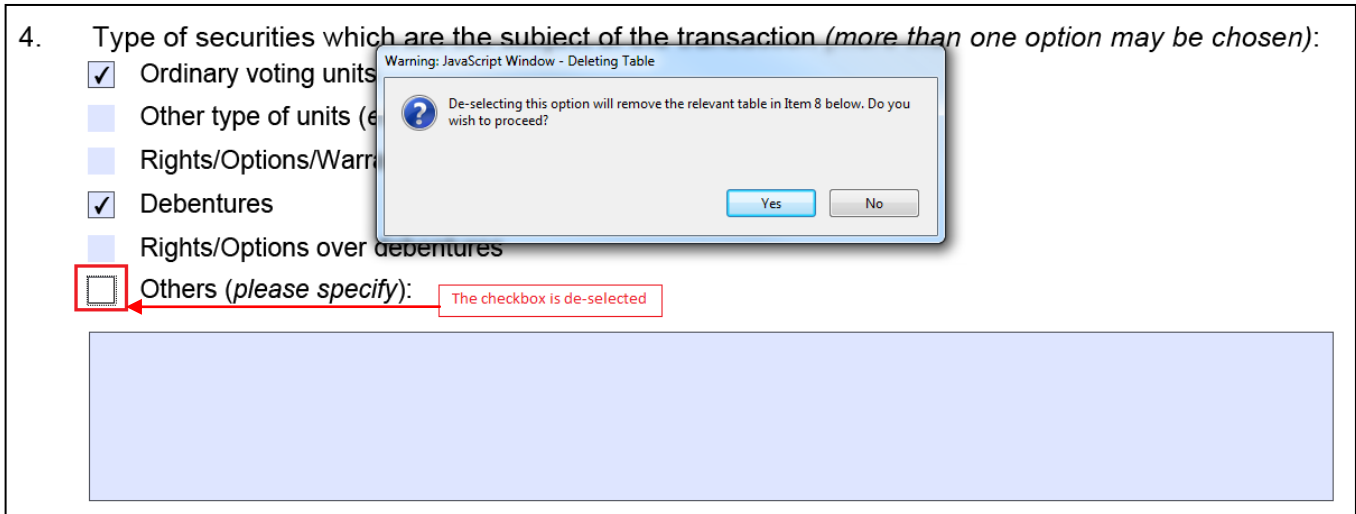 4. Type of securities which are the subject of the transaction (more than one option may be chosen):
Warning: JavaScript Window - Deleting Table
Ordinary voting units
De-selecting this option will remove the relevant table in Item 8 below. Do you
wish to proceed?
Other type of units (
Rights/Options/Warra
Yes No
Debentures
Rights/Options over debentures
Others (please specify):
The checkbox is de-selected